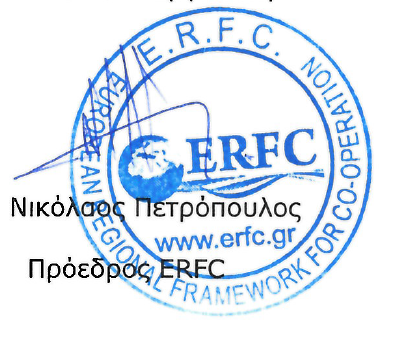 E.R.F.C.
EUROPEAN REGIONAL FRAMEWORK FOR CO-OPERATION
ERFC
Νικόλαος Πετρόπουλος
www.erfc.gr
Πρόεδρος ERFC